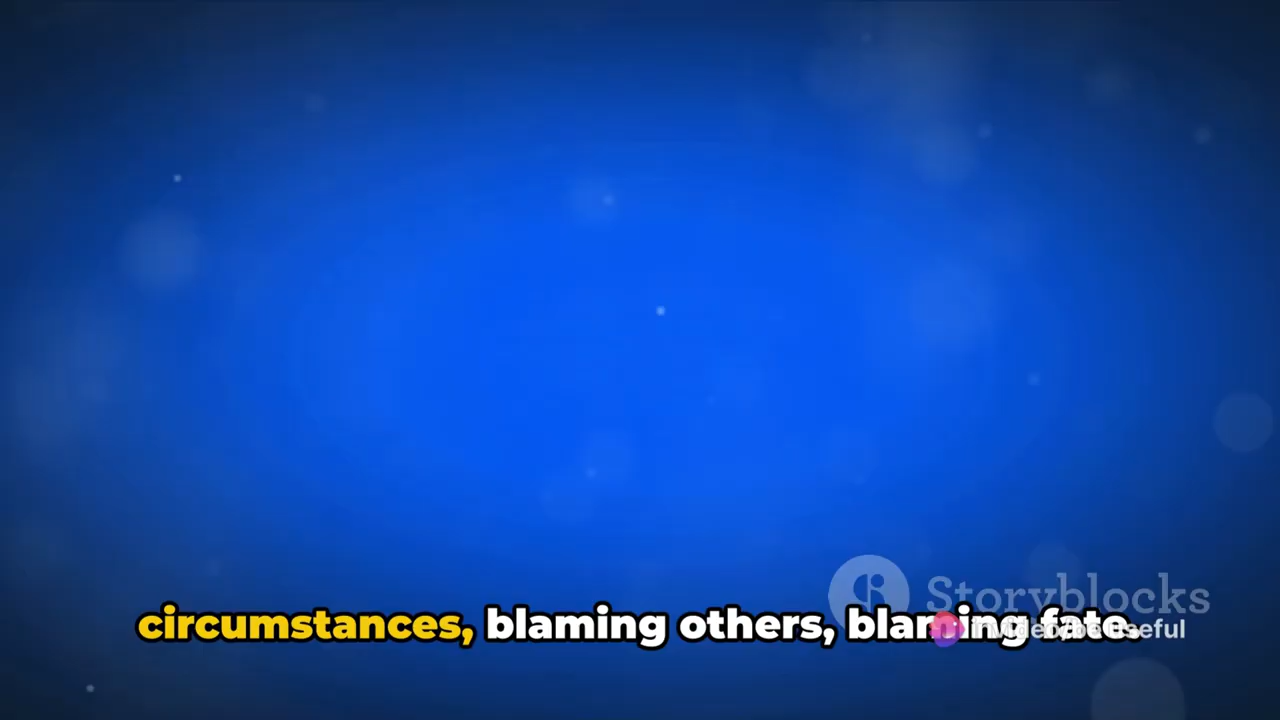 Storyblocks
circumstances, blaming others, blaming fate.